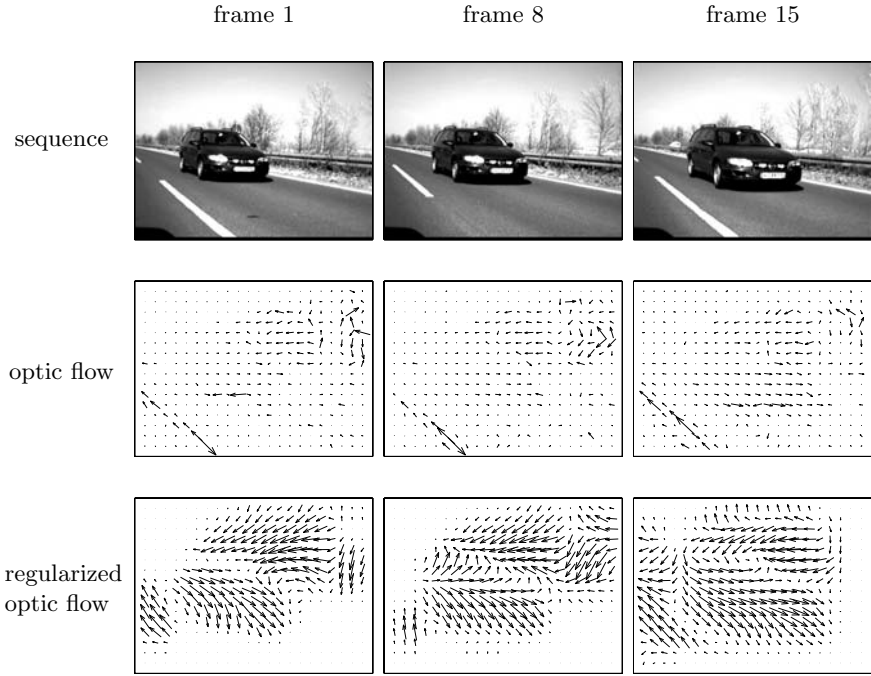 frame 1
frame 8
frame 15
sequence
optic flow
regularized
optic flow